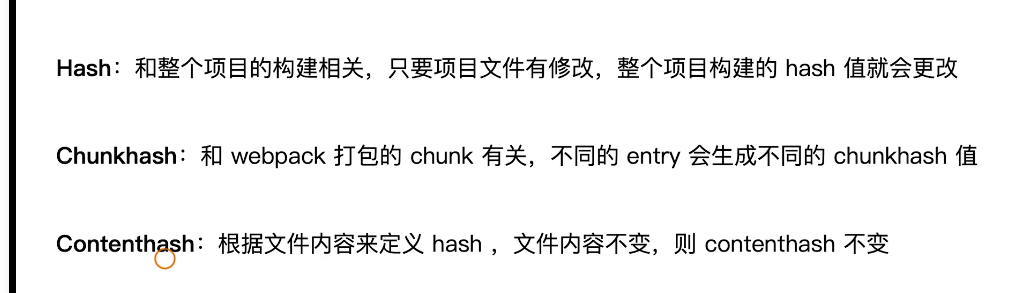 Hash：和整个项目的构建相关，只要项目文件有修改，整个项目构建的 hash 值就会更改
Chunkhash：和 webpack 打包的 chunk 有关，不同的 entry 会生成不同的 chunkhash 值
Contenthash：根据文件内容来定义 hash ，文件内容不变，则 contenthash 不变